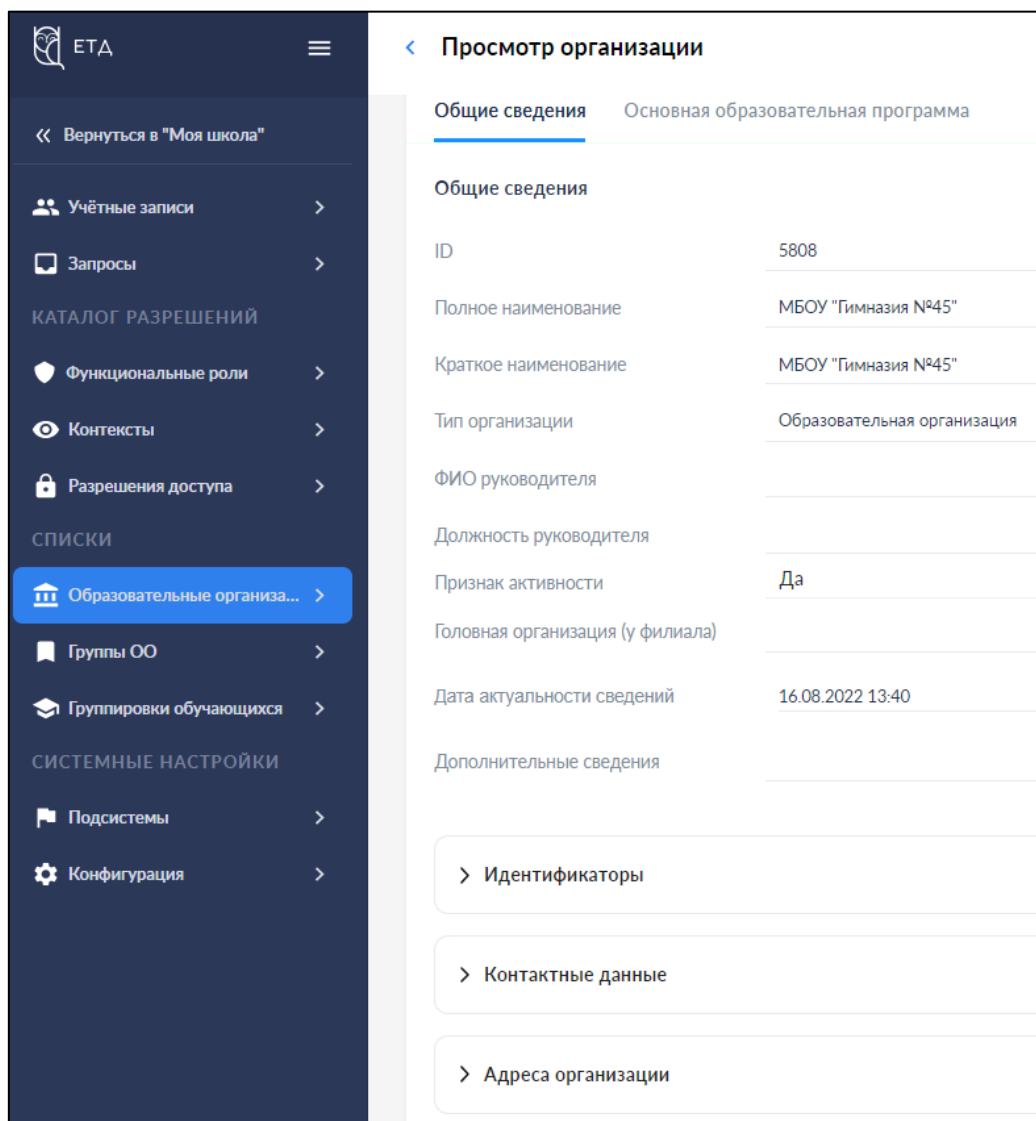 ЕТД
Вернуться в "Моя школа"
Учётные записи
Запросы
КАТАЛОГ РАЗРЕШЕНИЙ
Функциональные роли
Контексты
Разрешения доступа
СПИСКИ
Образовательные организа...
Группы ОО
Группировки обучающихся
СИСТЕМНЫЕ НАСТРОЙКИ
Подсистемы
Конфигурация
Просмотр организации
Общие сведения Основная образовательная программа
Общие сведения
ID 5808
Полное наименование МБОУ "Гимназия №45"
Краткое наименование МБОУ "Гимназия №45"
Тип организации Образовательная организация
ФИО руководителя
Должность руководителя
Признак активности Да
Головная организация (у филиала)
Дата актуальности сведений 16.08.2022 13:40
Дополнительные сведения
Идентификаторы
Контактные данные
Адреса организации